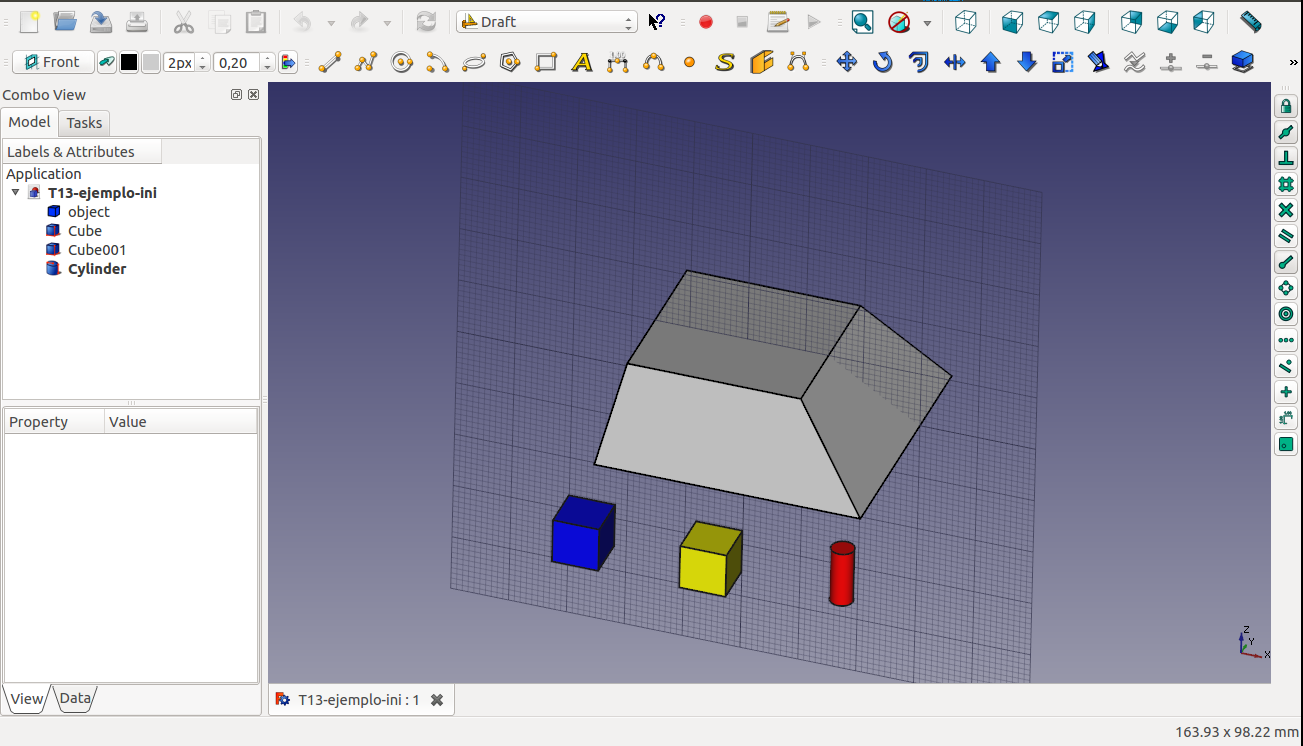 Draft
Front
2px
0,20
»
Combo View
Model
Tasks
Labels & Attributes
Application
T13-ejemplo-ini
object
Cube
Cube001
Cylinder
Property Value
View
Data
T13-ejemplo-ini : 1
Z
Y
X
163.93 x 98.22 mm